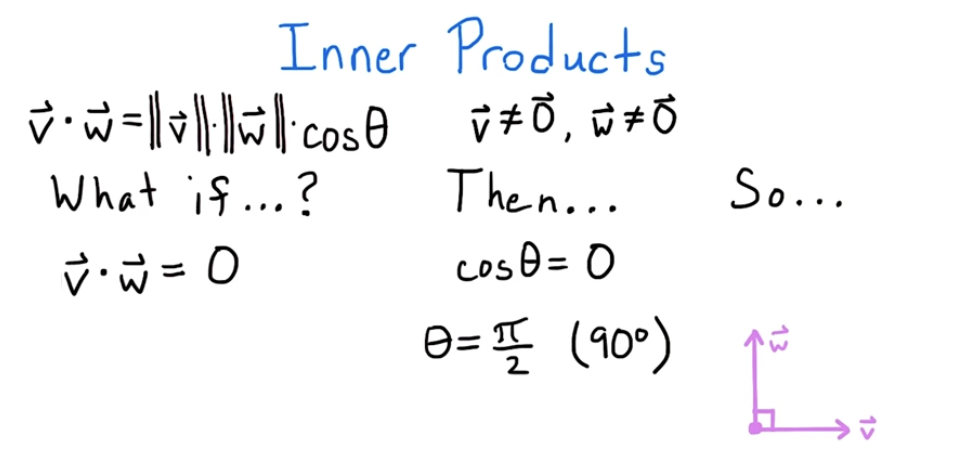 Inner Products
v⃗ · w⃗ = ||v⃗|| · ||w⃗|| · cosθ    v⃗ ≠ 0⃗, w⃗ ≠ 0⃗
What if...?    Then...    So...
v⃗ · w⃗ = 0    cosθ = 0
θ = π/2 (90°)
w⃗
v⃗